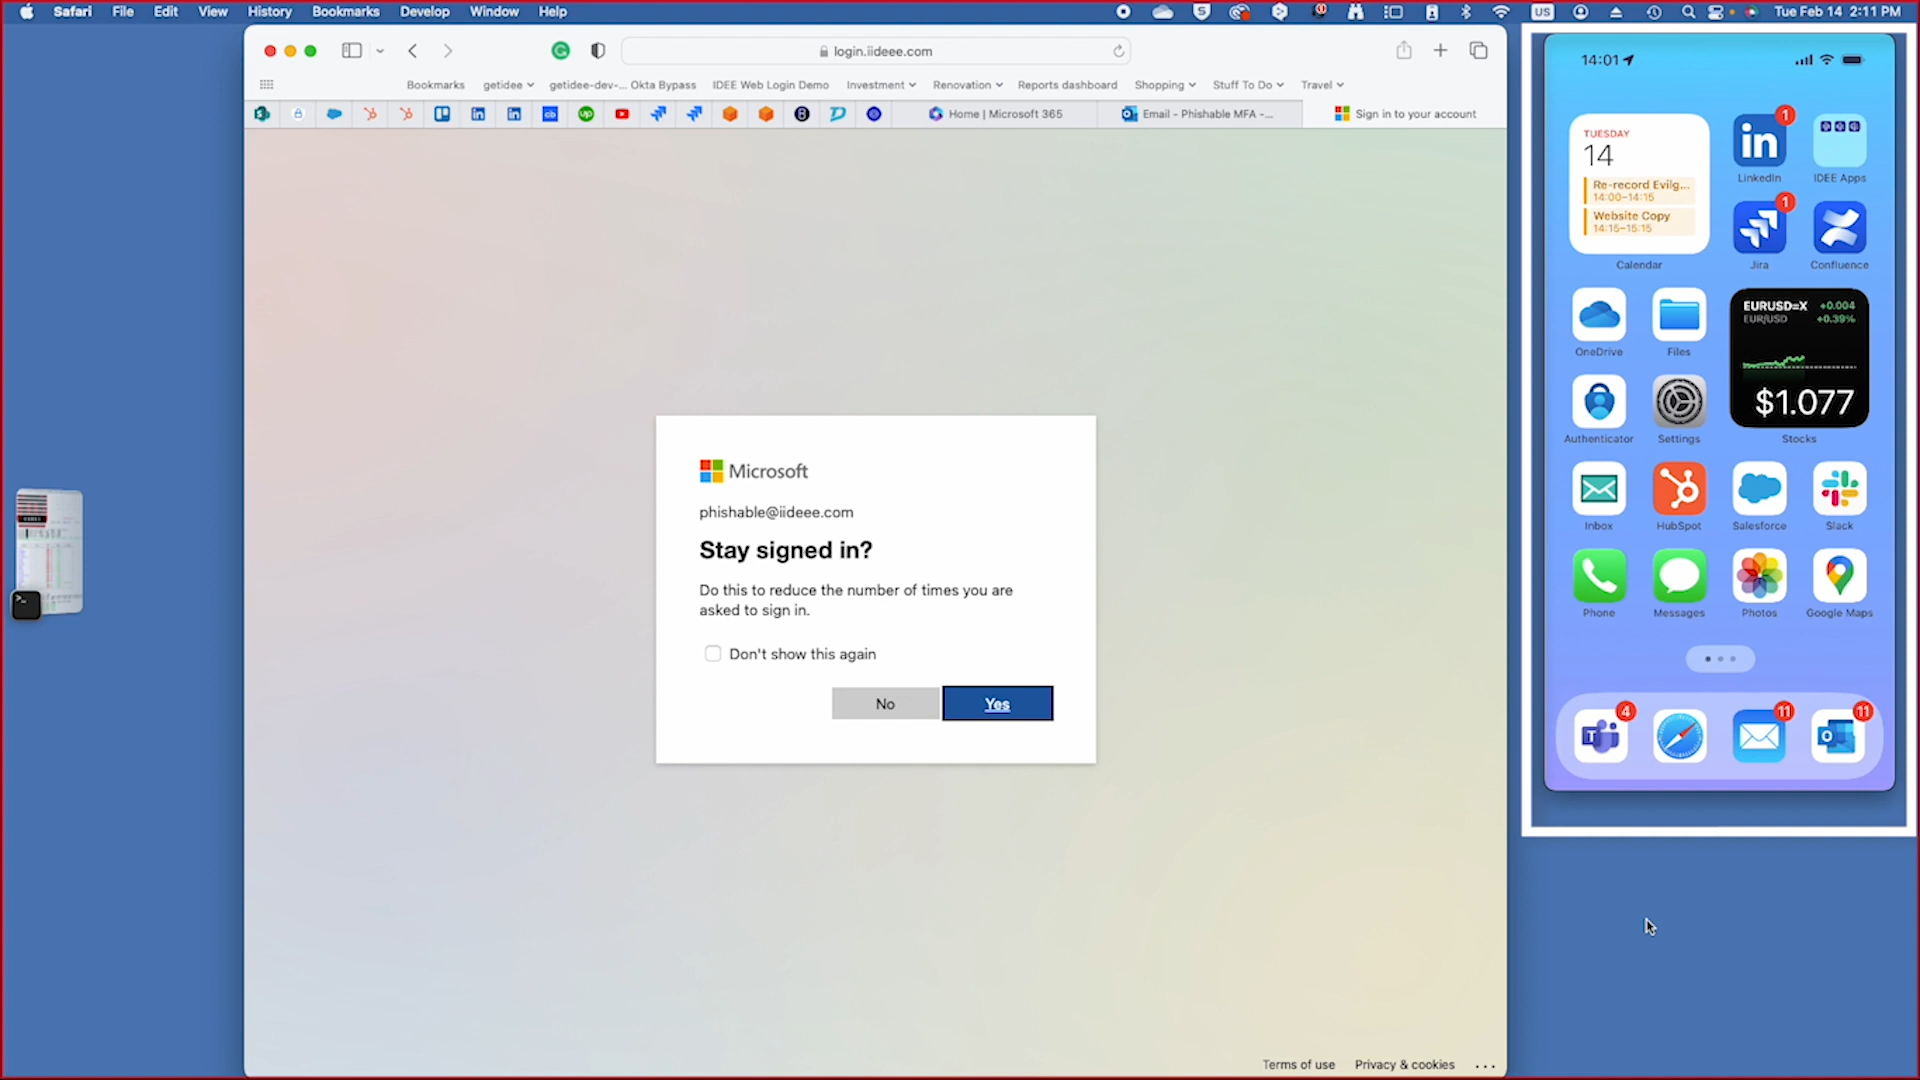 Safari File Edit View History Bookmarks Develop Window Help
US Tue Feb 14 2:11 PM
login.iideee.com
Bookmarks getidee getidee-dev-... Okta Bypass IDEE Web Login Demo Investment Renovation Reports dashboard Shopping Stuff To Do Travel
Home | Microsoft 365 Email - Phishable MFA -... Sign in to your account
Microsoft
phishable@iideee.com
Stay signed in?
Do this to reduce the number of times you are
asked to sign in.
Don't show this again
No Yes
Terms of use Privacy & cookies ...
14:01
TUESDAY
14
Re-record Evilg...
14:00–14:15
Website Copy
14:15–15:15
Calendar
1
LinkedIn
IDEE Apps
1
Jira
Confluence
OneDrive
Files
EURUSD=X +0.004
EUR/USD +0.39%
$1.077
Stocks
Authenticator
Settings
Inbox
HubSpot
Salesforce
Slack
Phone
Messages
Photos
Google Maps
4
11
11